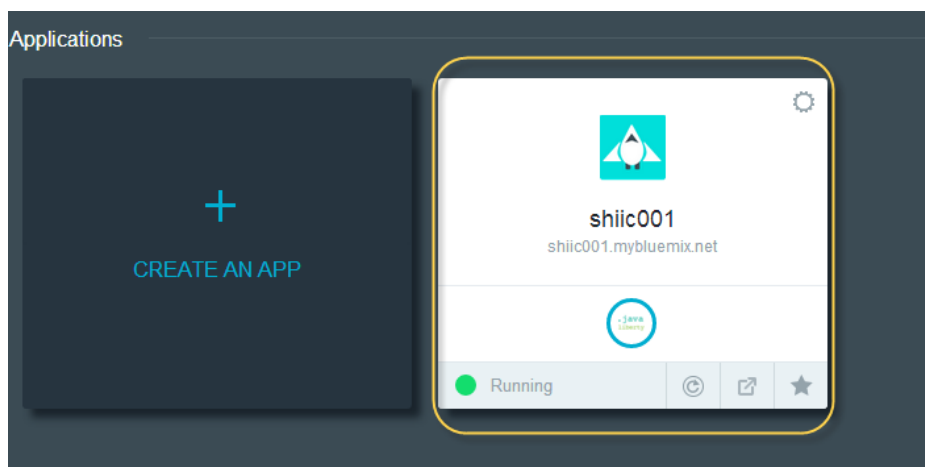 Applications
CREATE AN APP
shiic001
shiic001.mybluemix.net
.java
Liberty
Running